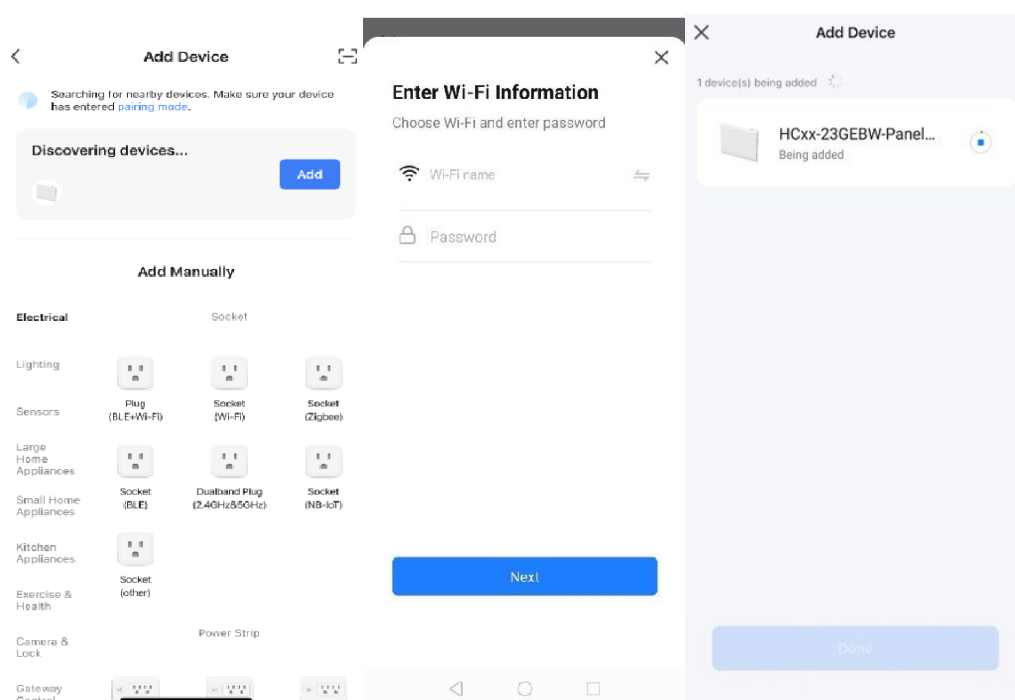 Add Device
Searching for nearby devices. Make sure your device
has entered pairing mode.
Discovering devices...
Add
Add Manually
Electrical
Socket
Lighting
Plug
(BLE+Wi-Fi)
Socket
(Wi-Fi)
Socket
(Zigbee)
Sensors
Large
Home
Appliances
Socket
(BLE)
Dualband Plug
(2.4GHz&5GHz)
Socket
(NB-IoT)
Small Home
Appliances
Kitchen
Appliances
Socket
(other)
Exercise &
Health
Power Strip
Camera &
Lock
Gateway
Control
Enter Wi-Fi Information
Choose Wi-Fi and enter password
Wi-Fi name
Password
Next
Add Device
1 device(s) being added
HCxx-23GEBW-Panel...
Being added
Done